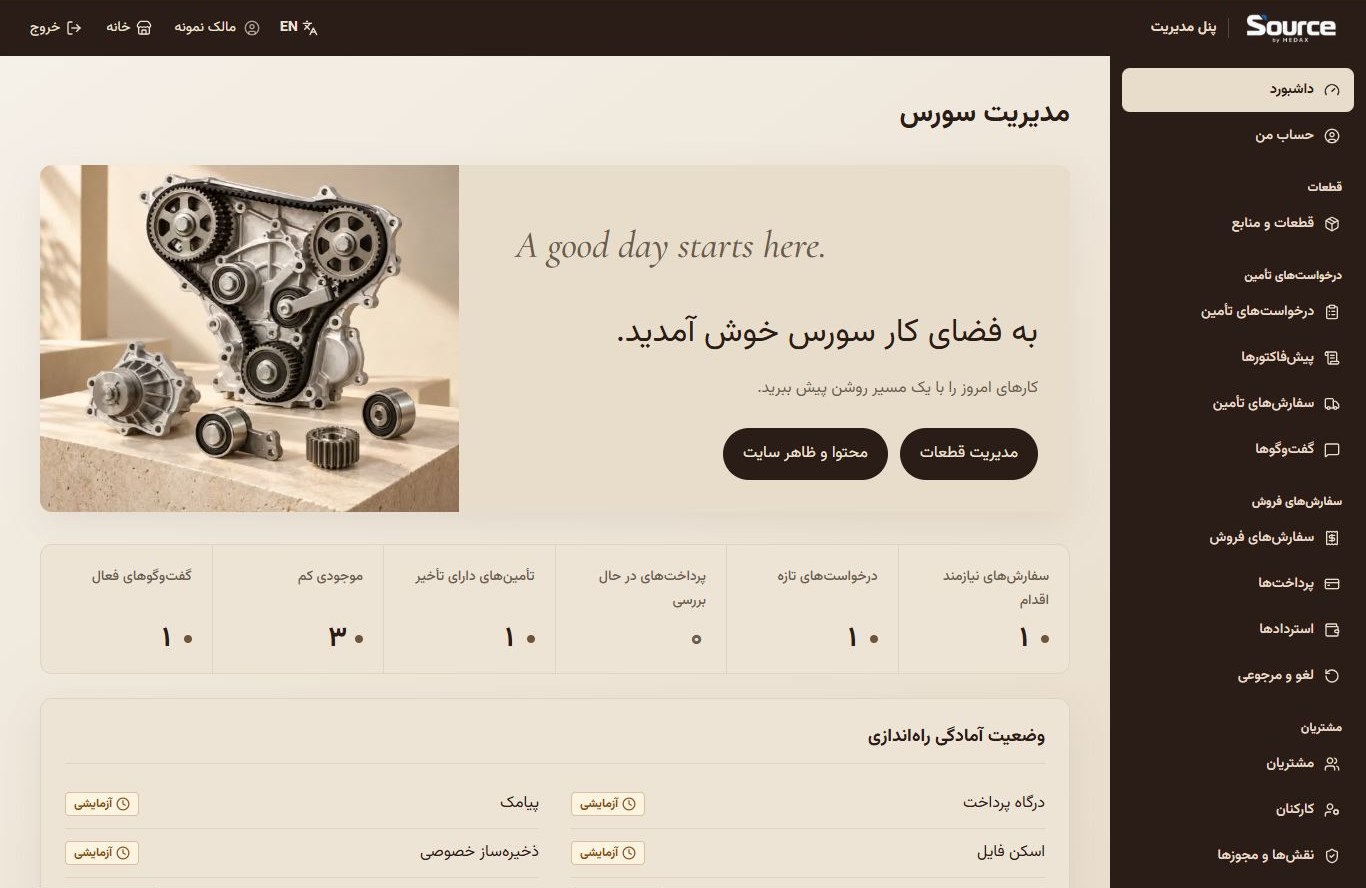 Source
by HEDAX
پنل مدیریت
EN
مالک نمونه
خانه
خروج
داشبورد
حساب من
قطعات
قطعات و منابع
درخواست‌های تأمین
درخواست‌های تأمین
پیش‌فاکتورها
سفارش‌های تأمین
گفت‌وگوها
سفارش‌های فروش
سفارش‌های فروش
پرداخت‌ها
استردادها
لغو و مرجوعی
مشتریان
مشتریان
کارکنان
نقش‌ها و مجوزها
مدیریت سورس
A good day starts here.
به فضای کار سورس خوش آمدید.
کارهای امروز را با یک مسیر روشن پیش ببرید.
مدیریت قطعات
محتوا و ظاهر سایت
سفارش‌های نیازمند
اقدام
۱
درخواست‌های تازه
۱
پرداخت‌های در حال
بررسی
۰
تأمین‌های دارای تأخیر
۱
موجودی کم
۳
گفت‌وگوهای فعال
۱
وضعیت آمادگی راه‌اندازی
درگاه پرداخت
آزمایشی
پیامک
آزمایشی
اسکن فایل
آزمایشی
ذخیره‌ساز خصوصی
آزمایشی